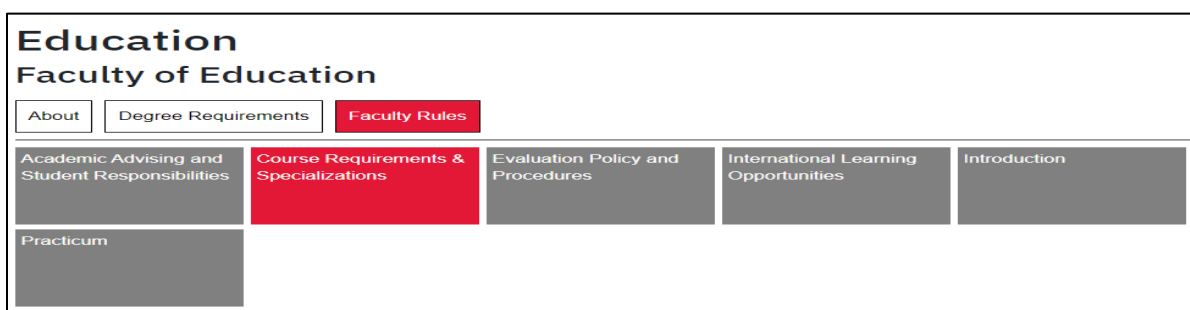 Education
Faculty of Education
About
Degree Requirements
Faculty Rules
Academic Advising and
Student Responsibilities
Course Requirements &
Specializations
Evaluation Policy and
Procedures
International Learning
Opportunities
Introduction
Practicum